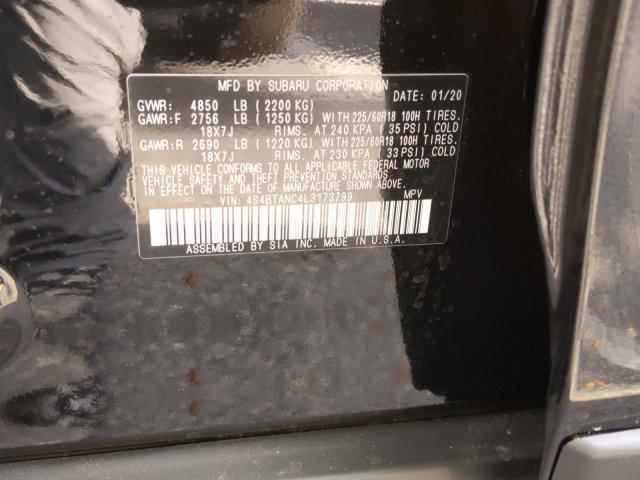 MFD BY SUBARU CORPORATION
GVWR: 4850 LB (2200 KG) DATE: 01/20
GAWR:F 2756 LB (1250 KG) WITH 225/60R18 100H TIRES.
18X7J RIMS. AT 240 KPA (35 PSI) COLD
GAWR:R 2690 LB (1220 KG) WITH 225/60R18 100H TIRES.
18X7J RIMS. AT 230 KPA (33 PSI) COLD
THIS VEHICLE CONFORMS TO ALL APPLICABLE FEDERAL MOTOR
VEHICLE SAFETY AND THEFT PREVENTION STANDARDS
IN EFFECT ON THE DATE OF MANUFACTURE SHOWN ABOVE.
VIN: 4S4BTANC4L3173799 MPV
ASSEMBLED BY SIA INC. MADE IN U.S.A.